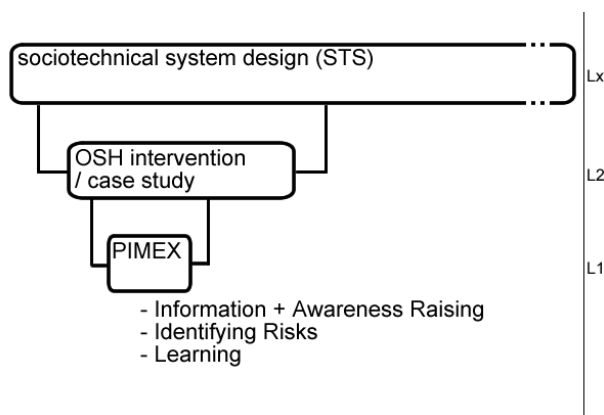 sociotechnical system design (STS)
Lx
OSH intervention
/ case study
L2
PIMEX
L1
- Information + Awareness Raising
- Identifying Risks
- Learning